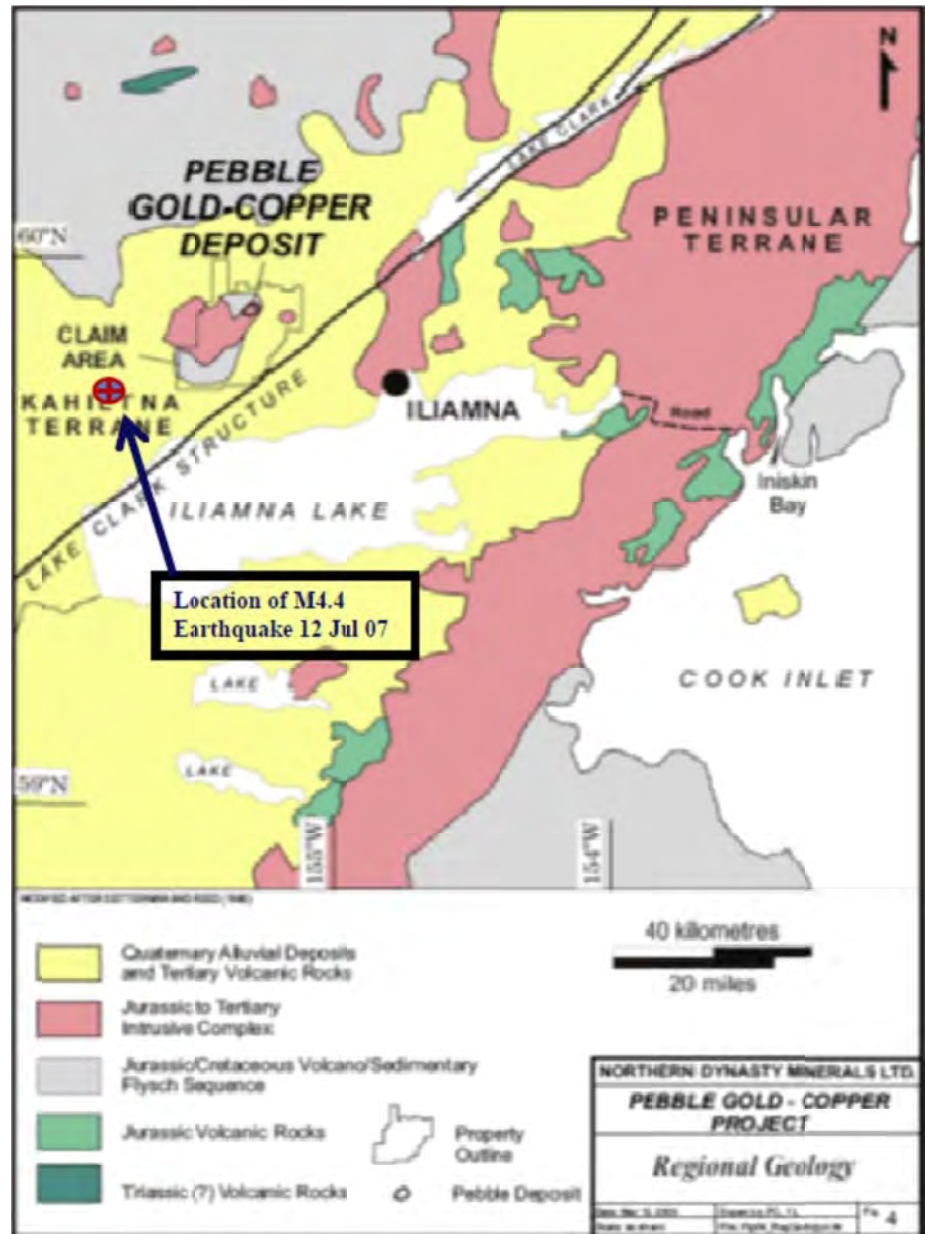 N
LAKE CLARK
PEBBLE
GOLD-COPPER
DEPOSIT
PENINSULAR
TERRANE
60°N
CLAIM
AREA
KAHILTNA
TERRANE
ILIAMNA
Road
Iniskin
Bay
LAKE CLARK STRUCTURE
ILIAMNA LAKE
Location of M4.4
Earthquake 12 Jul 07
COOK INLET
LAKE
LAKE
59°N
155°W
154°W
40 kilometres
20 miles
Quaternary Alluvial Deposits
and Tertiary Volcanic Rocks
Jurassic to Tertiary
Intrusive Complex
Jurassic/Cretaceous Volcano/Sedimentary
Flysch Sequence
Jurassic Volcanic Rocks
Triassic (?) Volcanic Rocks
Property
Outline
Pebble Deposit
NORTHERN DYNASTY MINERALS LTD.
PEBBLE GOLD - COPPER
PROJECT
Regional Geology
4